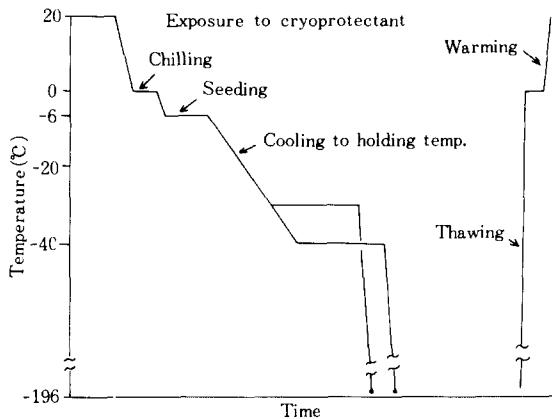 20
Exposure to cryoprotectant
Warming
Chilling
0
Seeding
-6
Cooling to holding temp.
-20
Temperature (℃)
Thawing
-40
-196
Time